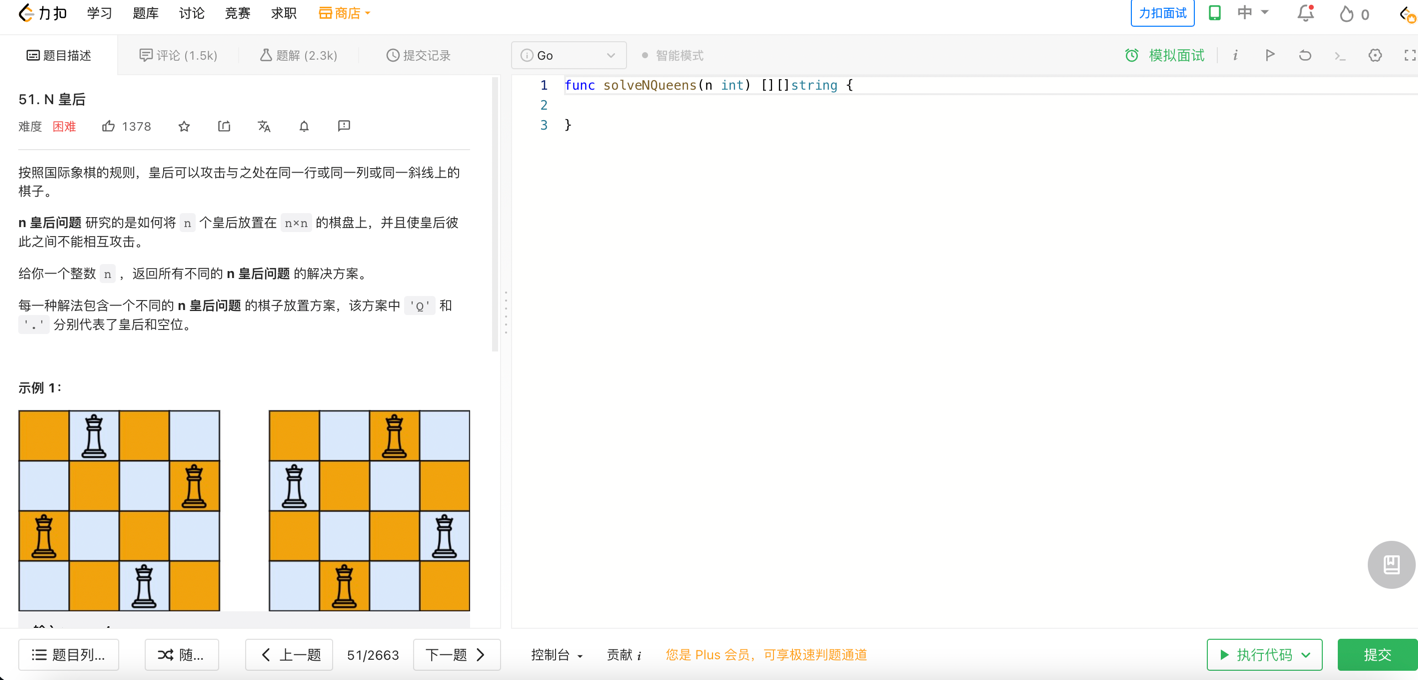 力扣 学习 题库 讨论 竞赛 求职 商店 力扣面试 中 0
题目描述 评论 (1.5k) 题解 (2.3k) 提交记录 i Go 智能模式 模拟面试 i
51. N 皇后
难度 困难 1378
按照国际象棋的规则，皇后可以攻击与之处在同一行或同一列或同一斜线上的
棋子。
n 皇后问题 研究的是如何将 n 个皇后放置在 n×n 的棋盘上，并且使皇后彼
此之间不能相互攻击。
给你一个整数 n ，返回所有不同的 n 皇后问题 的解决方案。
每一种解法包含一个不同的 n 皇后问题 的棋子放置方案，该方案中 'Q' 和
'.' 分别代表了皇后和空位。
示例 1：
1 func solveNQueens(n int) [][]string {
2
3 }
题目列... 随... 上一题 51/2663 下一题 控制台 贡献 i 您是 Plus 会员，可享极速判题通道 执行代码 提交